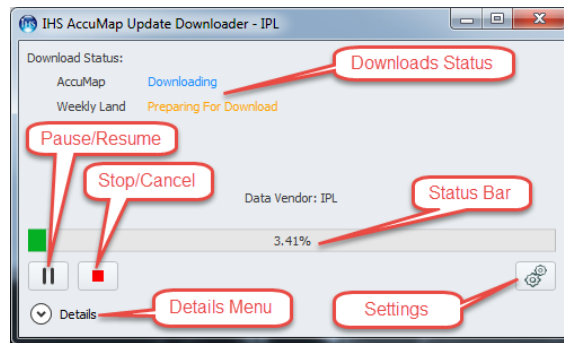 IHS AccuMap Update Downloader - IPL
Download Status:
Downloads Status
AccuMap Downloading
Weekly Land Preparing For Download
Pause/Resume
Stop/Cancel
Data Vendor: IPL
Status Bar
3.41%
Details
Details Menu
Settings